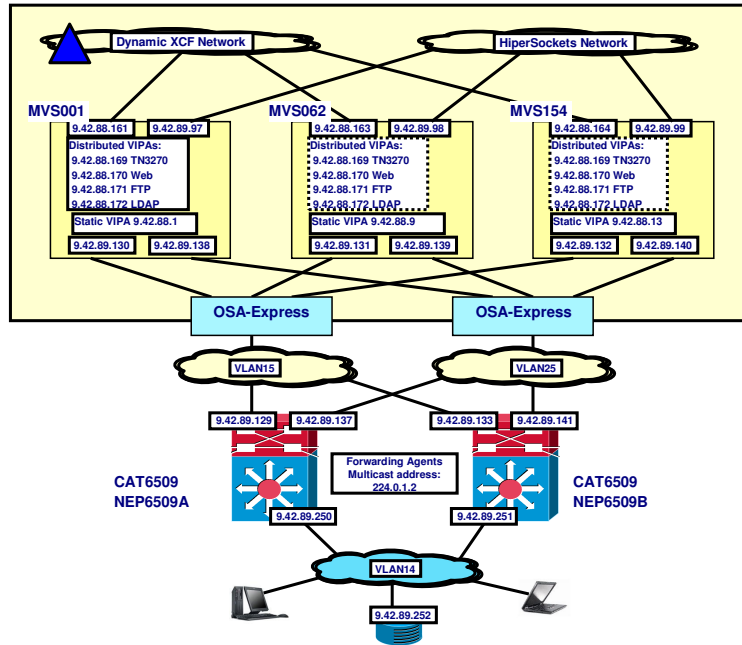 Dynamic XCF Network
HiperSockets Network
MVS001
MVS062
MVS154
9.42.88.161
9.42.89.97
9.42.88.163
9.42.89.98
9.42.88.164
9.42.89.99
Distributed VIPAs:
9.42.88.169 TN3270
9.42.88.170 Web
9.42.88.171 FTP
9.42.88.172 LDAP
Distributed VIPAs:
9.42.88.169 TN3270
9.42.88.170 Web
9.42.88.171 FTP
9.42.88.172 LDAP
Distributed VIPAs:
9.42.88.169 TN3270
9.42.88.170 Web
9.42.88.171 FTP
9.42.88.172 LDAP
Static VIPA 9.42.88.1
Static VIPA 9.42.88.9
Static VIPA 9.42.88.13
9.42.89.130
9.42.89.138
9.42.89.131
9.42.89.139
9.42.89.132
9.42.89.140
OSA-Express
OSA-Express
VLAN15
VLAN25
9.42.89.129
9.42.89.137
9.42.89.133
9.42.89.141
CAT6509
NEP6509A
Forwarding Agents
Multicast address:
224.0.1.2
CAT6509
NEP6509B
9.42.89.250
9.42.89.251
VLAN14
9.42.89.252